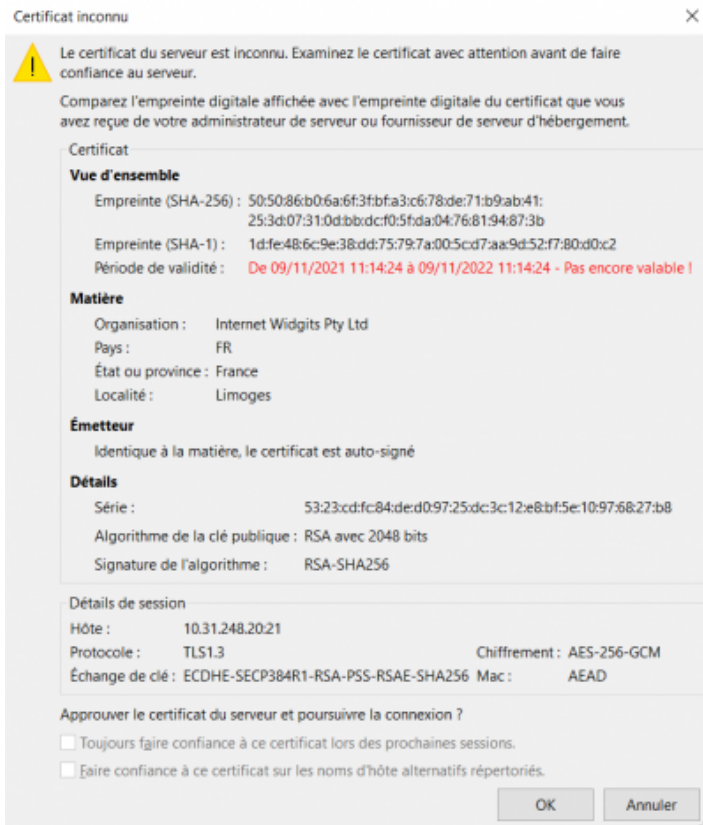 Certificat inconnu
Le certificat du serveur est inconnu. Examinez le certificat avec attention avant de faire
confiance au serveur.
Comparez l'empreinte digitale affichée avec l'empreinte digitale du certificat que vous
avez reçue de votre administrateur de serveur ou fournisseur de serveur d'hébergement.
Certificat
Vue d'ensemble
Empreinte (SHA-256) : 50:50:86:b0:6a:6f:3f:bf:a3:c6:78:de:71:b9:ab:41:
25:3d:07:31:0d:bb:dc:f0:5f:da:04:76:81:94:87:3b
Empreinte (SHA-1) : 1d:fe:48:6c:9e:38:dd:75:79:7a:00:5c:d7:aa:9d:52:f7:80:d0:c2
Période de validité : De 09/11/2021 11:14:24 à 09/11/2022 11:14:24 - Pas encore valable !
Matière
Organisation : Internet Widgits Pty Ltd
Pays : FR
État ou province : France
Localité : Limoges
Émetteur
Identique à la matière, le certificat est auto-signé
Détails
Série : 53:23:cd:fc:84:de:d0:97:25:dc:3c:12:e8:bf:5e:10:97:68:27:b8
Algorithme de la clé publique : RSA avec 2048 bits
Signature de l'algorithme : RSA-SHA256
Détails de session
Hôte : 10.31.248.20:21
Protocole : TLS1.3 Chiffrement : AES-256-GCM
Échange de clé : ECDHE-SECP384R1-RSA-PSS-RSAE-SHA256 Mac : AEAD
Approuver le certificat du serveur et poursuivre la connexion ?
Toujours faire confiance à ce certificat lors des prochaines sessions.
Faire confiance à ce certificat sur les noms d'hôte alternatifs répertoriés.
OK Annuler